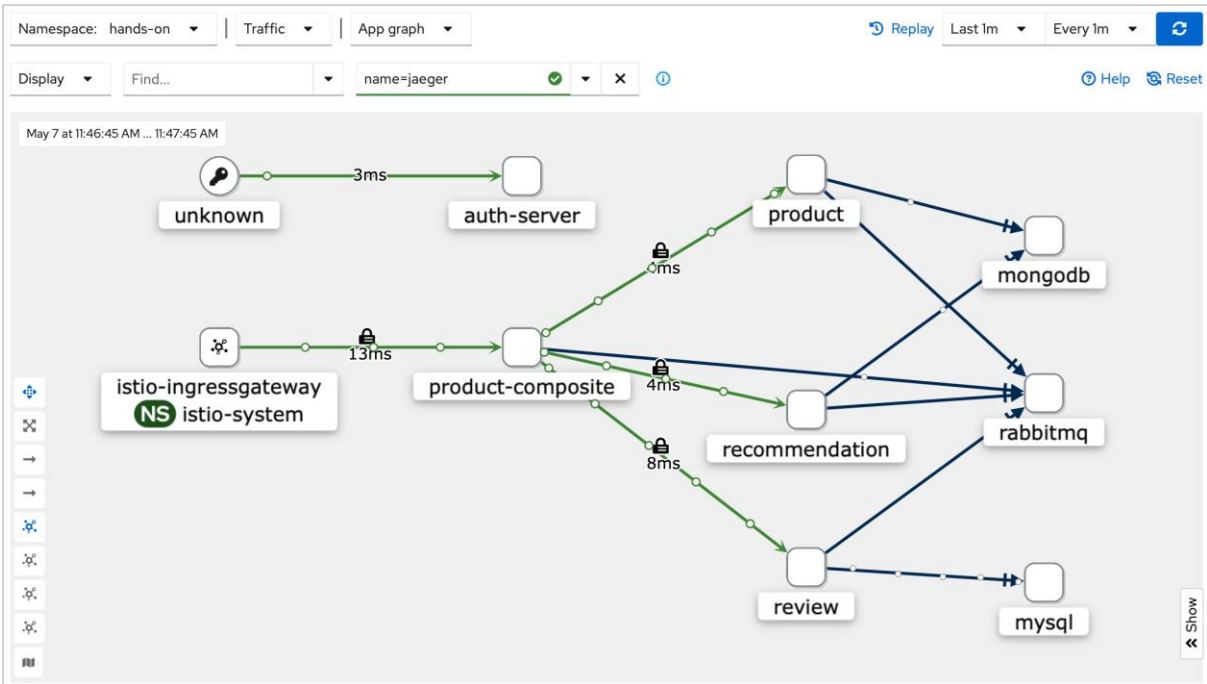 Namespace: hands-on Traffic App graph Replay Last 1m Every 1m
Display Find... name=jaeger Help Reset
May 7 at 11:46:45 AM ... 11:47:45 AM
3ms
unknown
auth-server
product
mongodb
13ms
istio-ingressgateway
NS istio-system
product-composite
4ms
recommendation
rabbitmq
8ms
review
mysql
Show